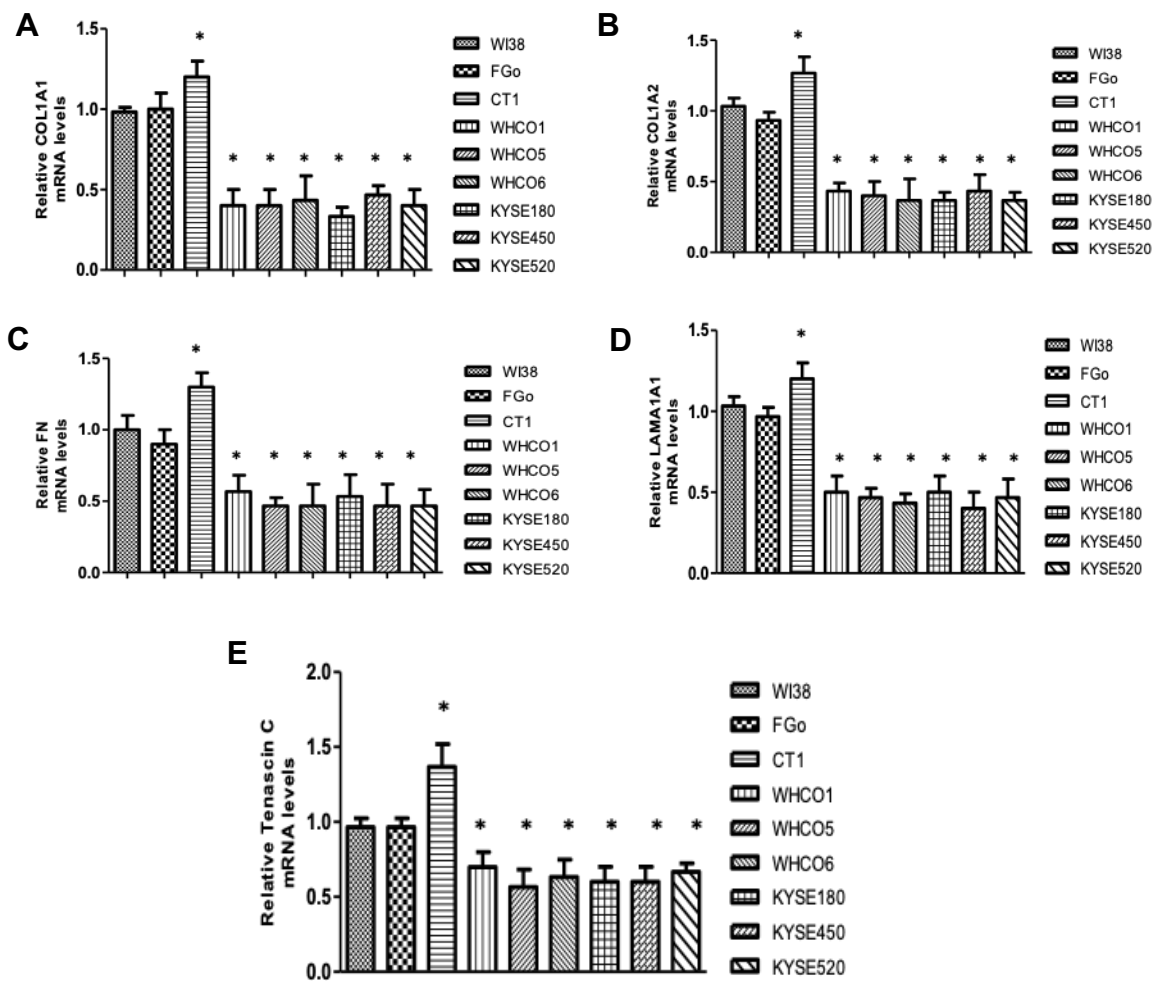 A
Relative COL1A1
mRNA levels
1.5
1.0
0.5
0.0
*
* * * * * *
WI38
FGo
CT1
WHCO1
WHCO5
WHCO6
KYSE180
KYSE450
KYSE520
B
Relative COL1A2
mRNA levels
1.5
1.0
0.5
0.0
*
* * * * * *
WI38
FGo
CT1
WHCO1
WHCO5
WHCO6
KYSE180
KYSE450
KYSE520
C
Relative FN
mRNA levels
1.5
1.0
0.5
0.0
*
* * * * * *
WI38
FGo
CT1
WHCO1
WHCO5
WHCO6
KYSE180
KYSE450
KYSE520
D
Relative LAMA1A1
mRNA levels
1.5
1.0
0.5
0.0
*
* * * * * *
WI38
FGo
CT1
WHCO1
WHCO5
WHCO6
KYSE180
KYSE450
KYSE520
E
Relative Tenascin C
mRNA levels
2.0
1.5
1.0
0.5
0.0
*
* * * * * *
WI38
FGo
CT1
WHCO1
WHCO5
WHCO6
KYSE180
KYSE450
KYSE520